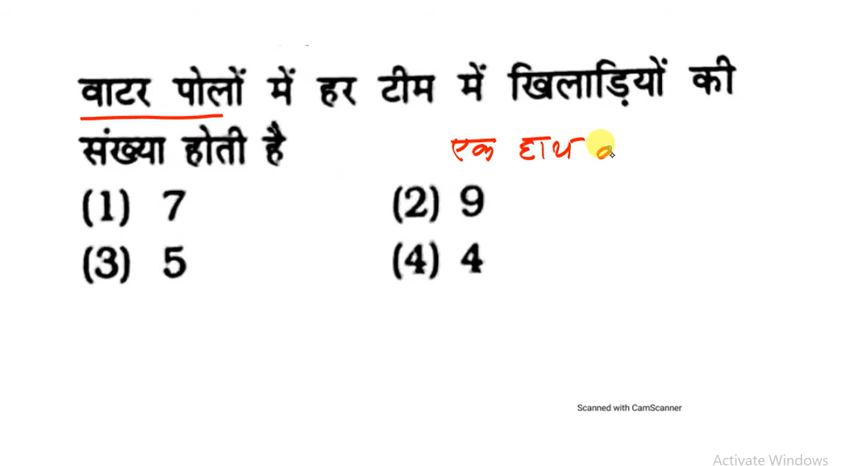 वाटर पोलों में हर टीम में खिलाड़ियों की
संख्या होती है
एक हाथ
(1) 7 (2) 9
(3) 5 (4) 4
Scanned with CamScanner
Activate Windows